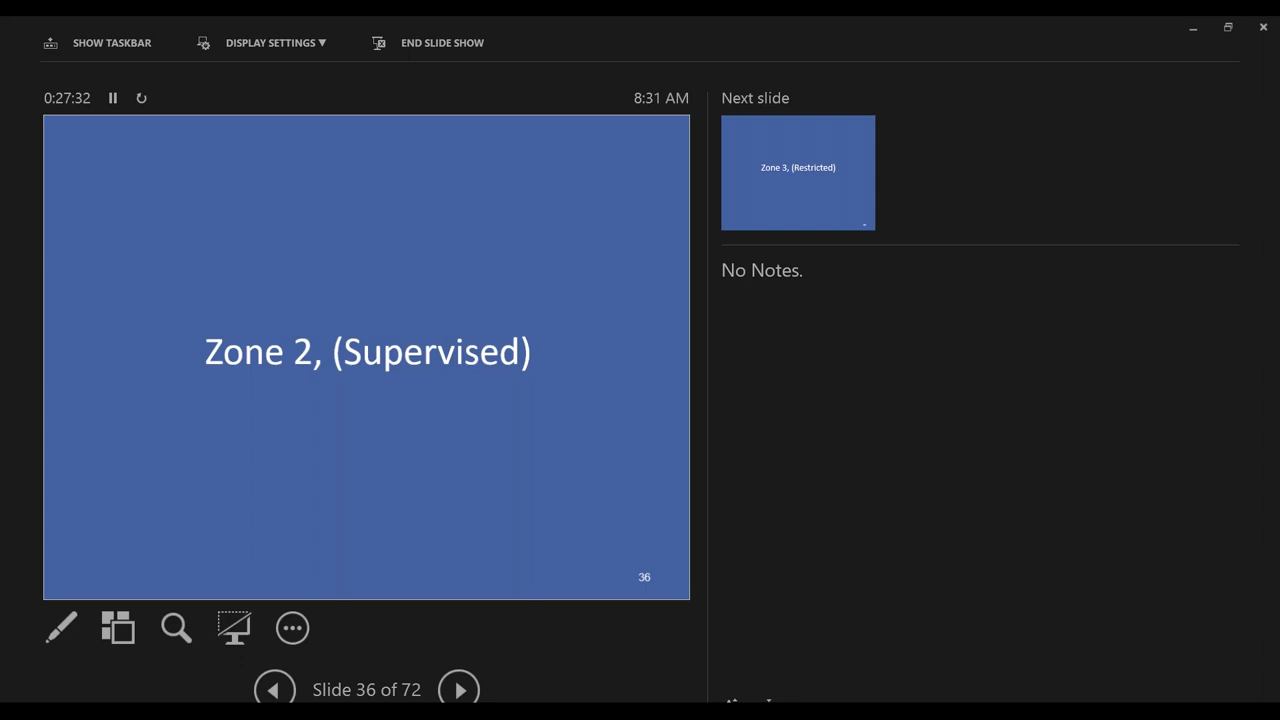 SHOW TASKBAR
DISPLAY SETTINGS ▼
END SLIDE SHOW
0:27:32
8:31 AM
Next slide
Zone 3, (Restricted)
No Notes.
Zone 2, (Supervised)
36
Slide 36 of 72